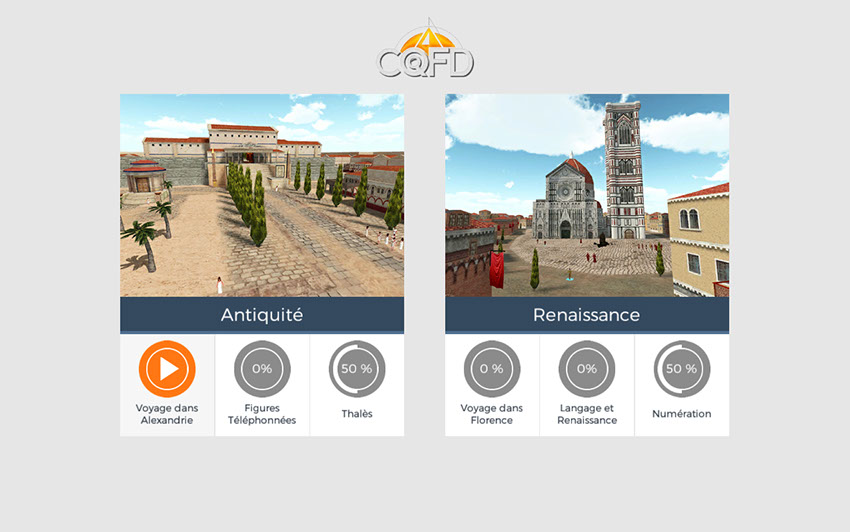 CQFD
Antiquité
Renaissance
0%
50 %
0 %
0%
50 %
Voyage dans
Alexandrie
Figures
Téléphonnées
Thalès
Voyage dans
Florence
Langage et
Renaissance
Numération